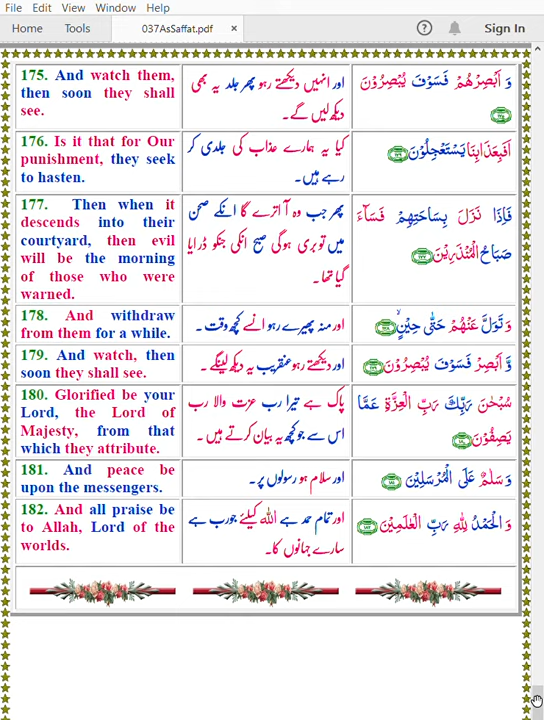 File Edit View Window Help
Home Tools 037AsSaffat.pdf × ? Sign In
175. And watch them,
then soon they shall
see.
اور انہیں دیکھتے رہو پھر جلد یہ بھی
دیکھ لیں گے۔
وَ اَبْصِرْهُمْ فَسَوْفَ يُبْصِرُوْنَ
176. Is it that for Our
punishment, they seek
to hasten.
کیا یہ ہمارے عذاب کی جلدی کر
رہے ہیں۔
اَفَبِعَذَابِنَا يَسْتَعْجِلُوْنَ
177. Then when it
descends into their
courtyard, then evil
will be the morning
of those who were
warned.
پھر جب وہ آ اترے گا انکے صحن
میں تو بری ہوگی صبح انکی جنکو ڈرایا
گیا تھا۔
فَاِذَا نَزَلَ بِسَاحَتِهِمْ فَسَآءَ
صَبَاحُ الْمُنْذَرِيْنَ
178. And withdraw
from them for a while.
اور منہ پھیرے رہو انسے کچھ وقت۔
وَ تَوَلَّ عَنْهُمْ حَتّٰى حِيْنٍۙ
179. And watch, then
soon they shall see.
اور دیکھتے رہو عنقریب یہ دیکھ لینگے۔
وَّ اَبْصِرْ فَسَوْفَ يُبْصِرُوْنَ
180. Glorified be your
Lord, the Lord of
Majesty, from that
which they attribute.
پاک ہے تیرا رب عزت والا رب
اس سے جو کچھ یہ بیان کرتے ہیں۔
سُبْحٰنَ رَبِّكَ رَبِّ الْعِزَّةِ عَمَّا
يَصِفُوْنَ
181. And peace be
upon the messengers.
اور سلام ہو رسولوں پر۔
وَ سَلٰمٌ عَلَى الْمُرْسَلِيْنَ
182. And all praise be
to Allah, Lord of the
worlds.
اور تمام حمد ہے اللہ کیلئے جو رب ہے
سارے جہانوں کا۔
وَ الْحَمْدُ لِلّٰهِ رَبِّ الْعٰلَمِيْنَ